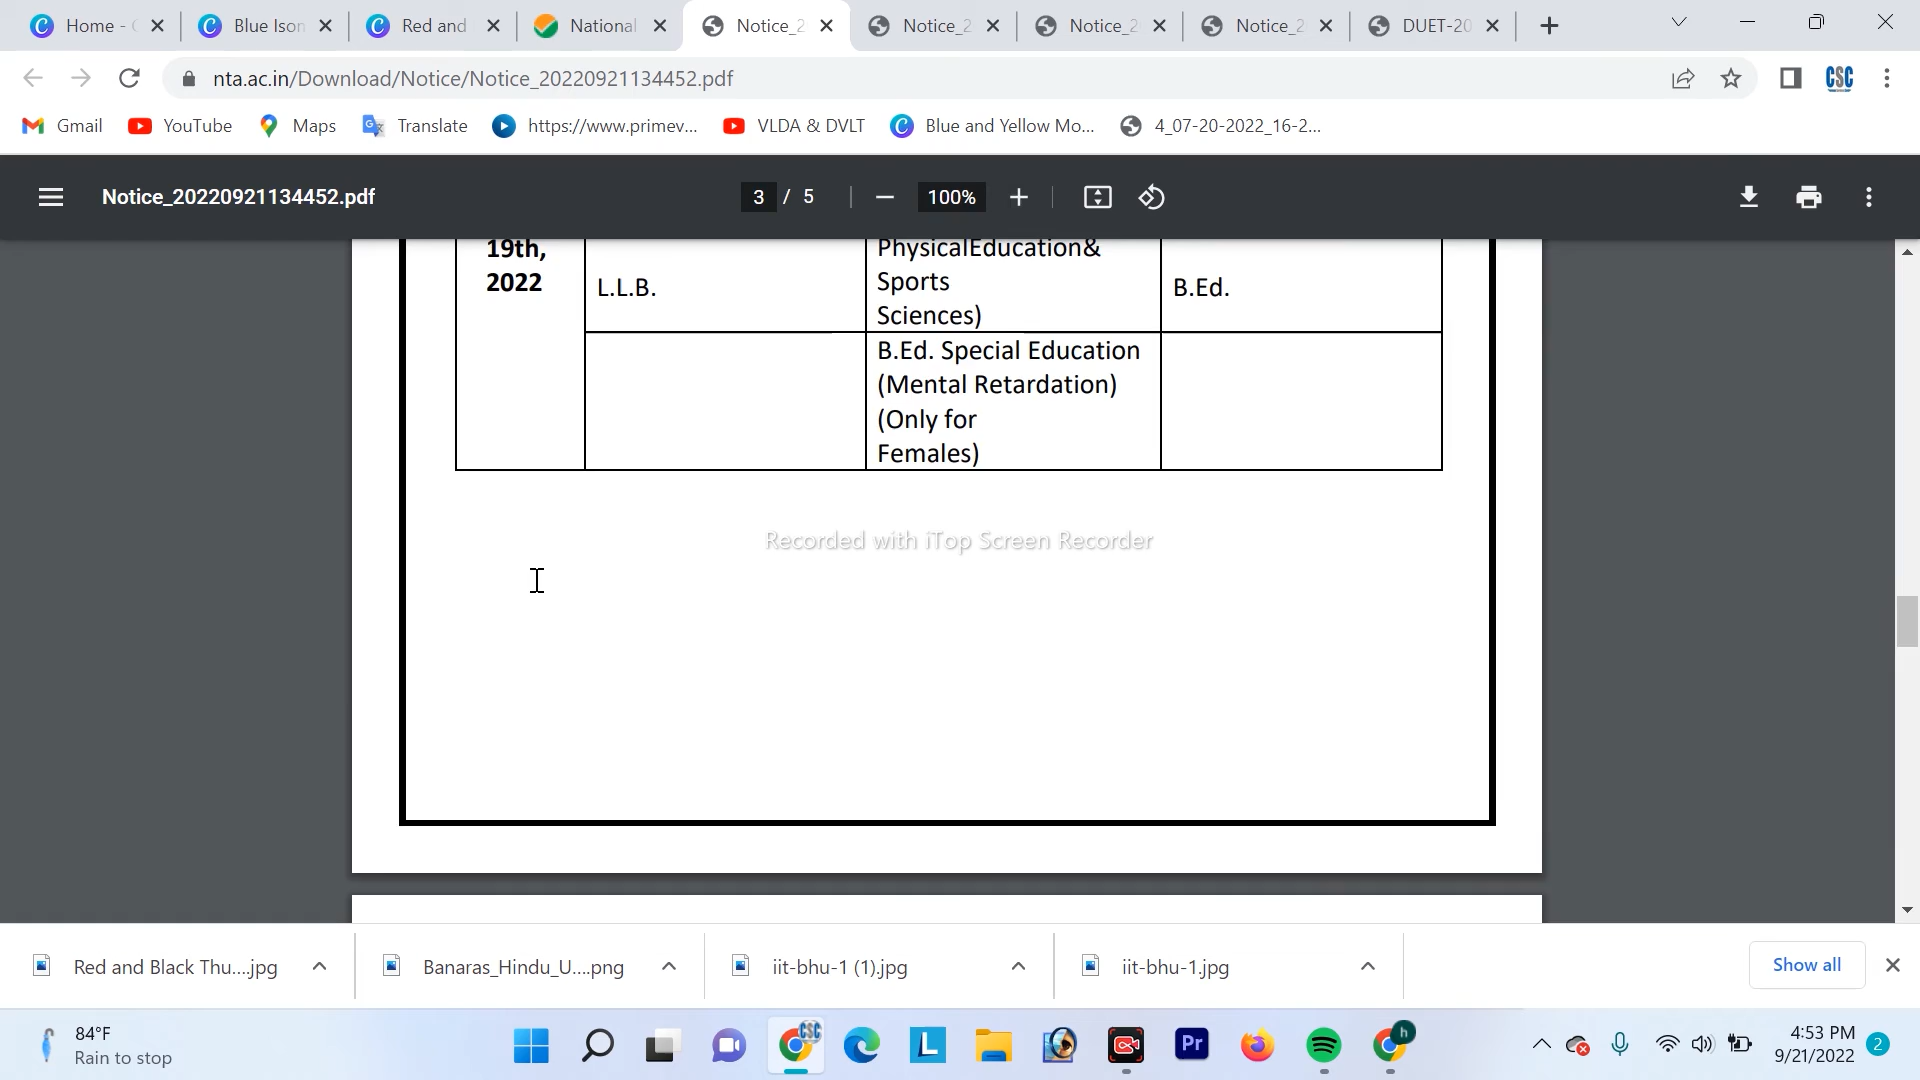 Home - C
Blue Ison
Red and
National
Notice_2
Notice_2
Notice_2
Notice_2
DUET-20
nta.ac.in/Download/Notice/Notice_20220921134452.pdf
CSC
Gmail
YouTube
Maps
Translate
https://www.primev...
VLDA & DVLT
Blue and Yellow Mo...
4_07-20-2022_16-2...
Notice_20220921134452.pdf
3 / 5
100%
19th,
2022
L.L.B.
PhysicalEducation&
Sports
Sciences)
B.Ed.
B.Ed. Special Education
(Mental Retardation)
(Only for
Females)
Recorded with iTop Screen Recorder
Red and Black Thu....jpg
Banaras_Hindu_U....png
iit-bhu-1 (1).jpg
iit-bhu-1.jpg
Show all
84°F
Rain to stop
CSC
L
Pr
h
4:53 PM
9/21/2022
2